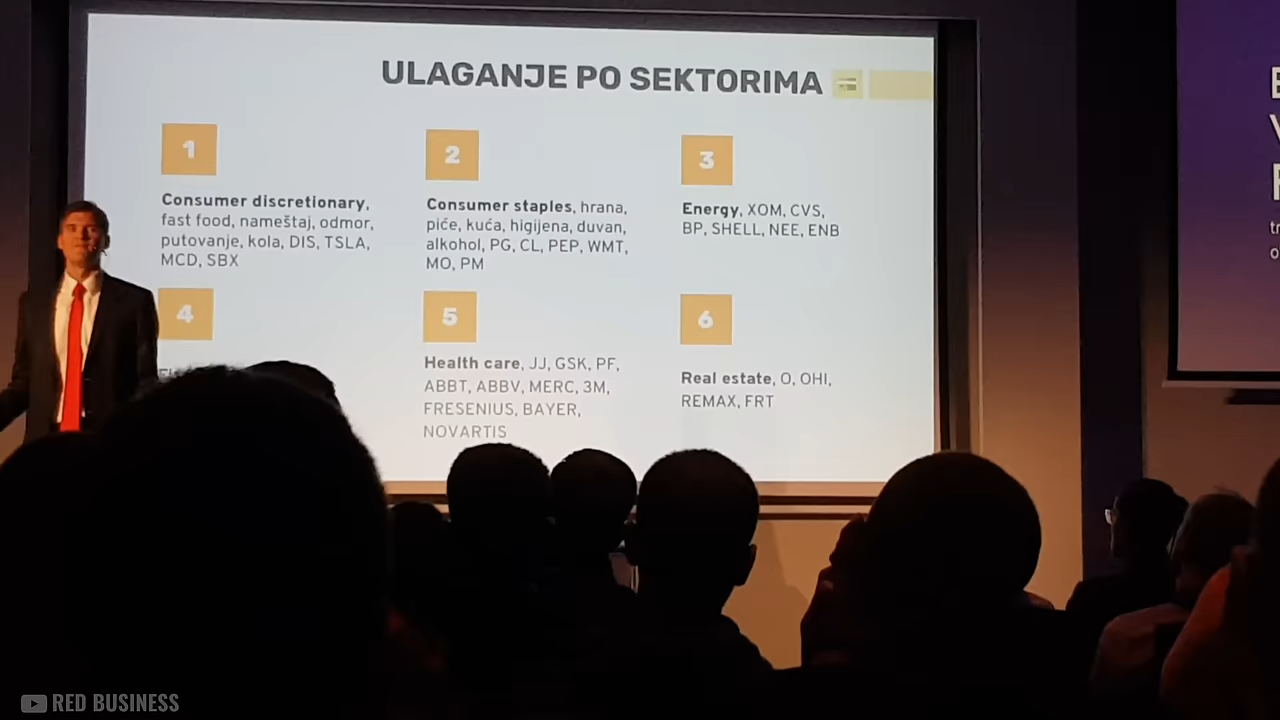 ULAGANJE PO SEKTORIMA
1
Consumer discretionary,
fast food, nameštaj, odmor,
putovanje, kola, DIS, TSLA,
MCD, SBX
2
Consumer staples, hrana,
piće, kuća, higijena, duvan,
alkohol, PG, CL, PEP, WMT,
MO, PM
3
Energy, XOM, CVS,
BP, SHELL, NEE, ENB
4
5
Health care, JJ, GSK, PF,
ABBT, ABBV, MERC, 3M,
FRESENIUS, BAYER,
NOVARTIS
6
Real estate, O, OHI,
REMAX, FRT
RED BUSINESS